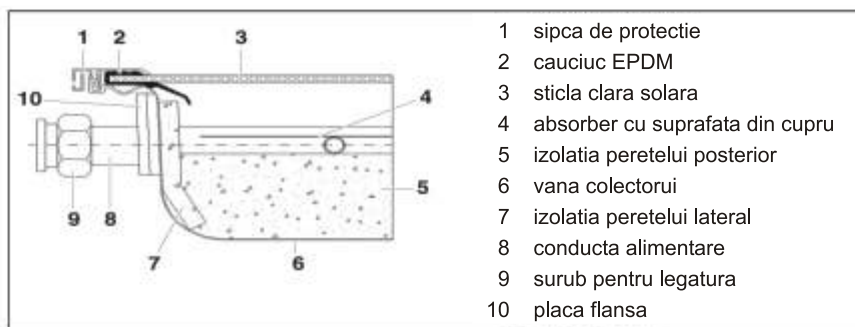 1 2 3
10 4
5
9 8 7 6
1 sipca de protectie
2 cauciuc EPDM
3 sticla clara solara
4 absorber cu suprafata din cupru
5 izolatia peretelui posterior
6 vana colectorui
7 izolatia peretelui lateral
8 conducta alimentare
9 surub pentru legatura
10 placa flansa